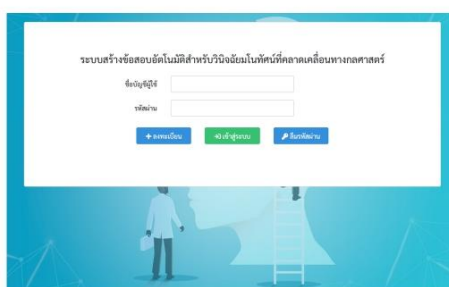 ระบบสร้างข้อสอบอัตโนมัติสำหรับวินิจฉัยมโนทัศน์ที่คลาดเคลื่อนทางกลศาสตร์
ชื่อบัญชีผู้ใช้
รหัสผ่าน
ลงทะเบียน เข้าสู่ระบบ ลืมรหัสผ่าน